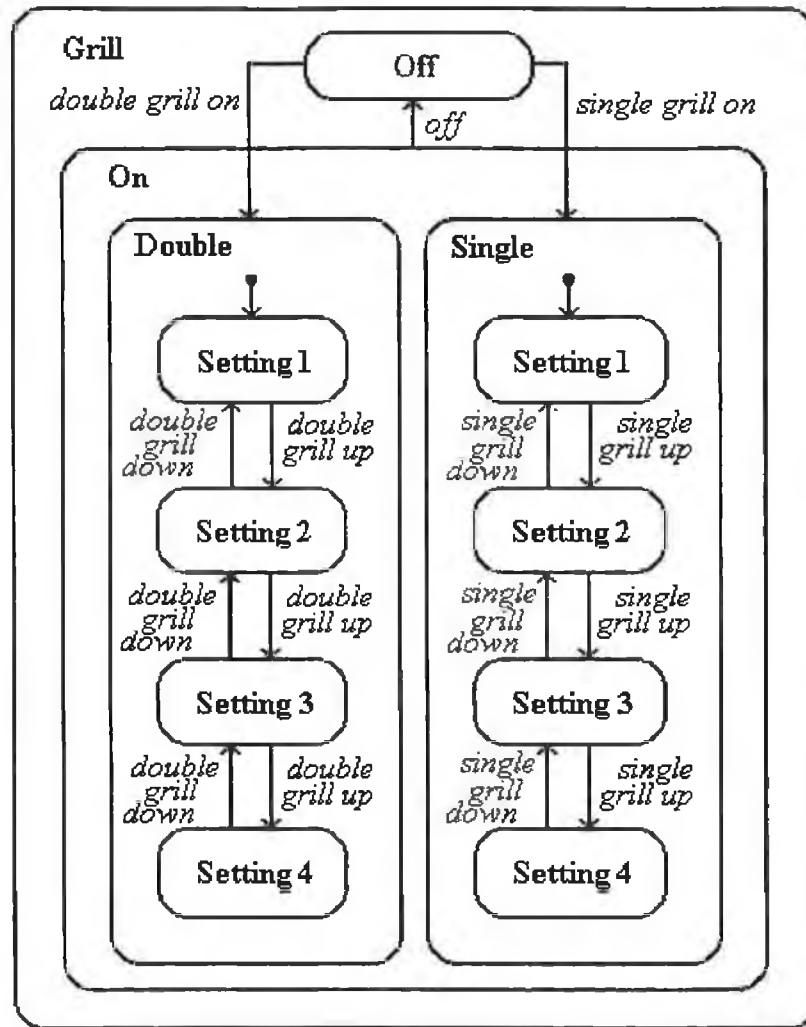 Grill
Off
double grill on
single grill on
off
On
Double
Single
Setting 1
Setting 1
double
grill
down
double
grill up
single
grill
down
single
grill up
Setting 2
Setting 2
double
grill
down
double
grill up
single
grill
down
single
grill up
Setting 3
Setting 3
double
grill
down
double
grill up
single
grill
down
single
grill up
Setting 4
Setting 4